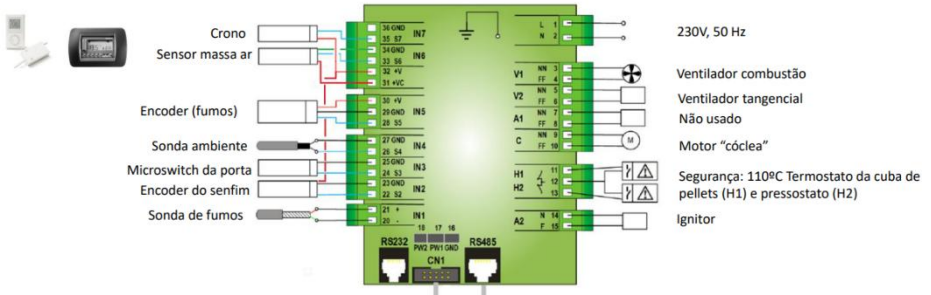 Crono
Sensor massa ar
Encoder (fumos)
Sonda ambiente
Microswitch da porta
Encoder do senfim
Sonda de fumos
36 GND
35 S7
IN7
34 GND
33 S6
IN6
32 +V
31 +VC
30 +V
29 GND
IN5
28 S5
27 GND
26 S4
IN4
25 GND
24 S3
IN3
23 GND
22 S2
IN2
21 +
20 -
IN1
18 17 16
RS232
PW2 PW1 GND
RS485
CN1
L 1
N 2
V1
NN 3
FF 4
V2
NN 5
FF 6
A1
NN 7
FF 8
C
NN 9
FF 10
M
H1
11
12
H2
13
A2
N 14
F 15
230V, 50 Hz
Ventilador combustão
Ventilador tangencial
Não usado
Motor “cóclea”
Segurança: 110ºC Termostato da cuba de
pellets (H1) e pressostato (H2)
Ignitor